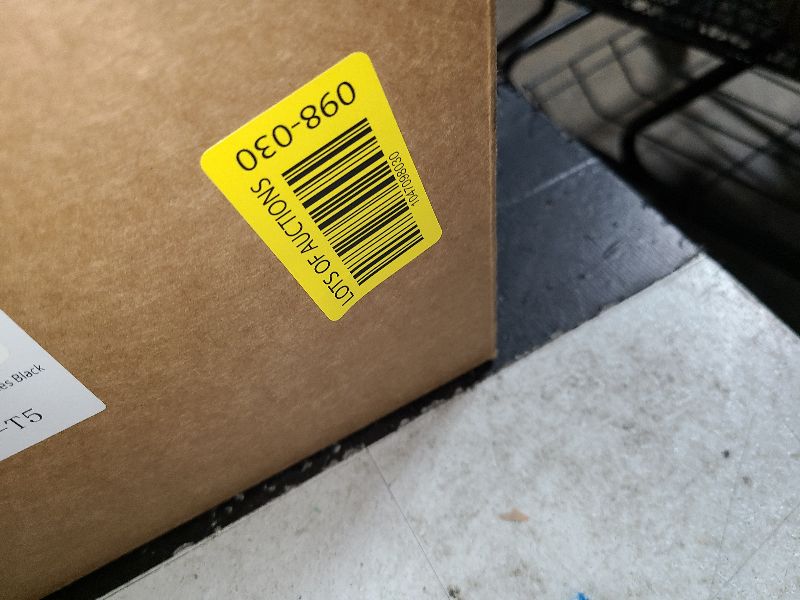 098-030
LOTS OF AUCTIONS
1047098030
es Black
-T5